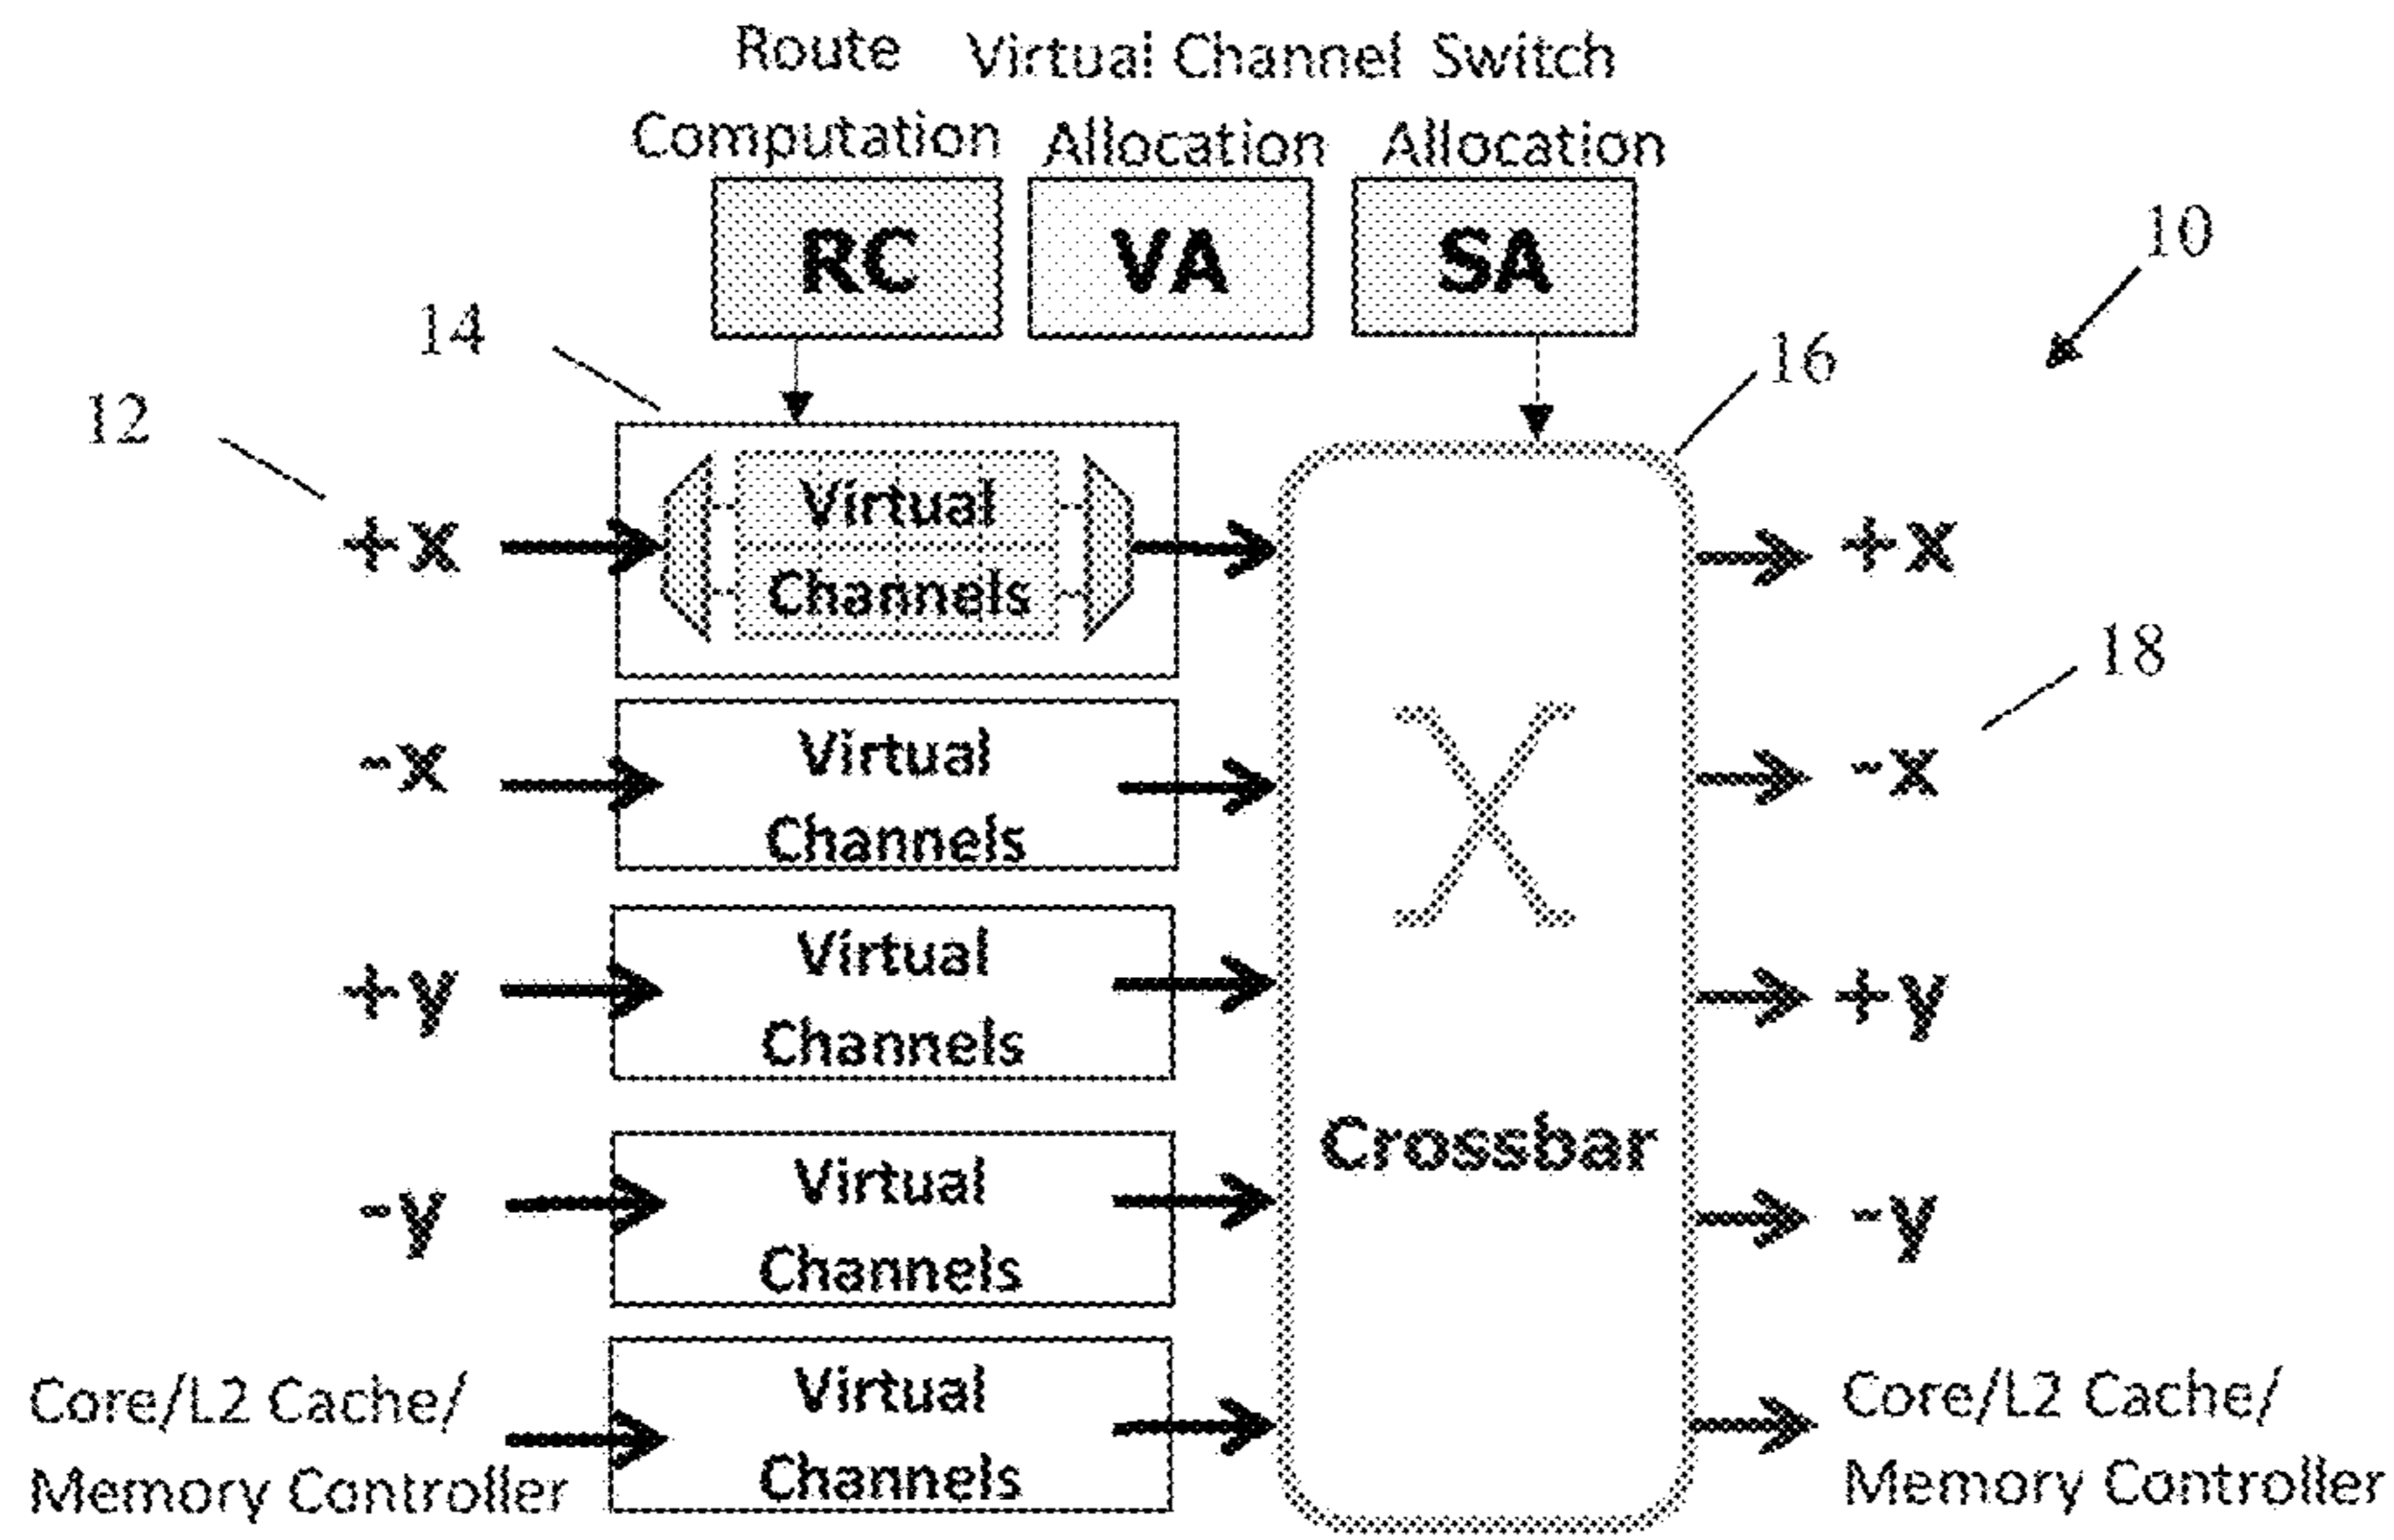 Route Virtual Channel Switch
Computation Allocation Allocation
RC VA SA
10
14
16
12
+x Virtual Channels +x
18
-x Virtual Channels -x
+y Virtual Channels +y
Crossbar
-y Virtual Channels -y
Core/L2 Cache/ Virtual Core/L2 Cache/
Memory Controller Channels Memory Controller